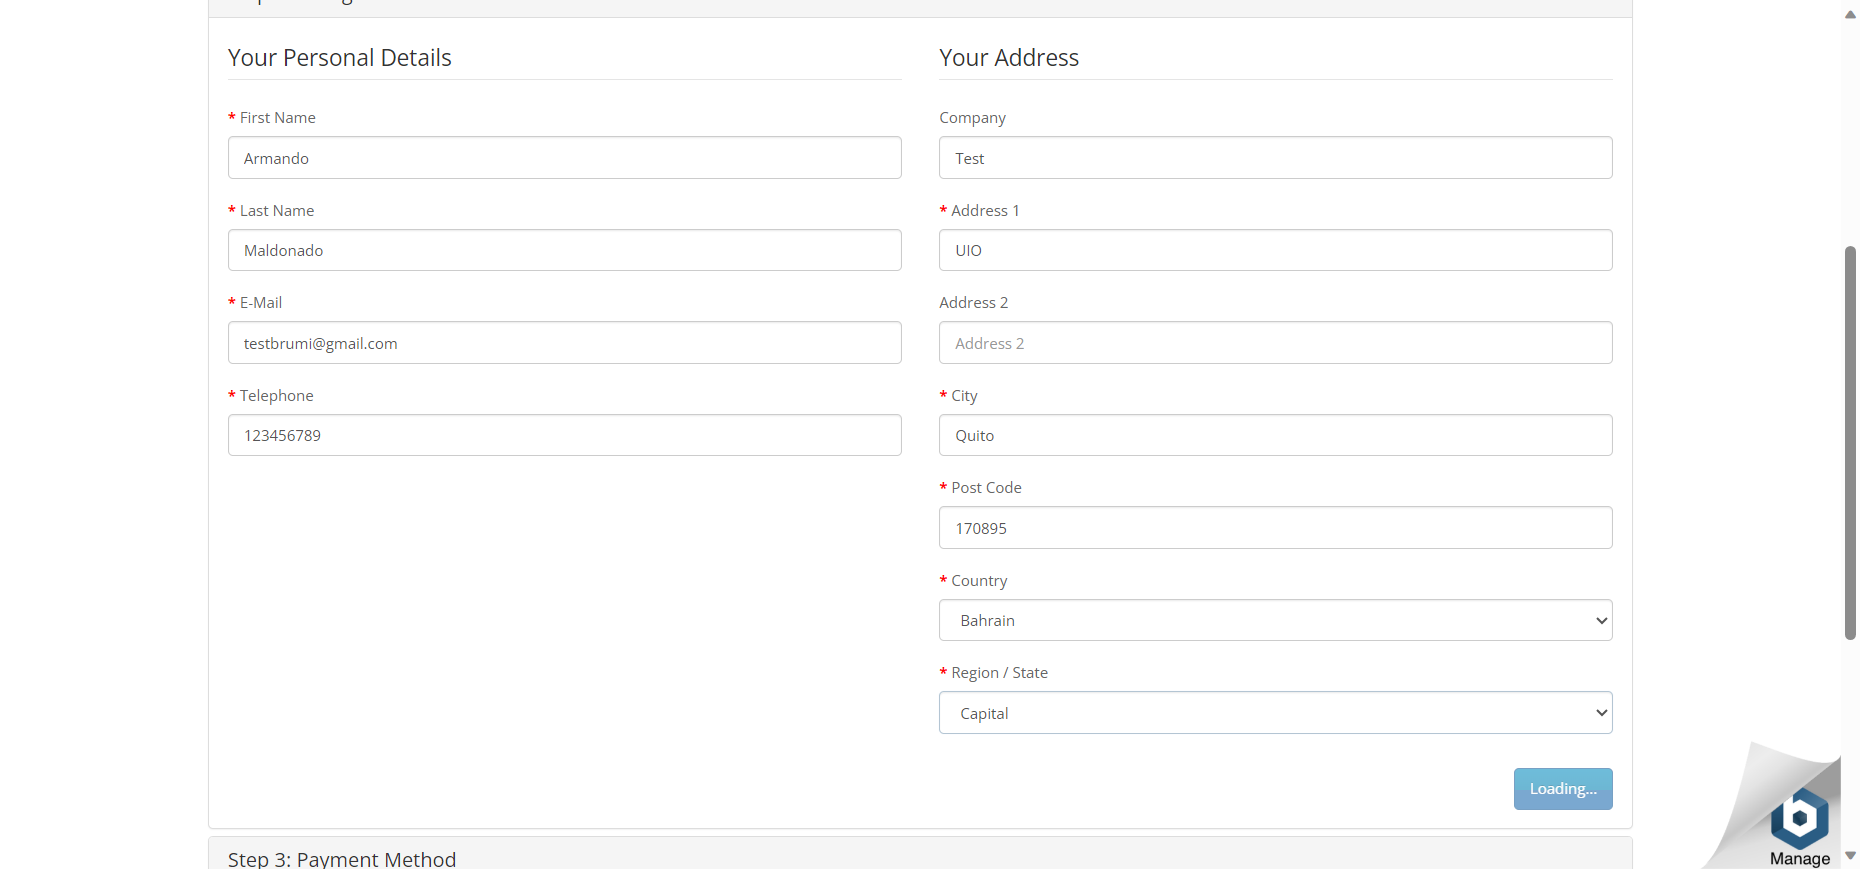 Your Personal Details
* First Name
Armando
* Last Name
Maldonado
* E-Mail
testbrumi@gmail.com
* Telephone
123456789
Your Address
Company
Test
* Address 1
UIO
Address 2
Address 2
* City
Quito
* Post Code
170895
* Country
Bahrain
* Region / State
Capital
Loading...
Step 3: Payment Method
b
Manage